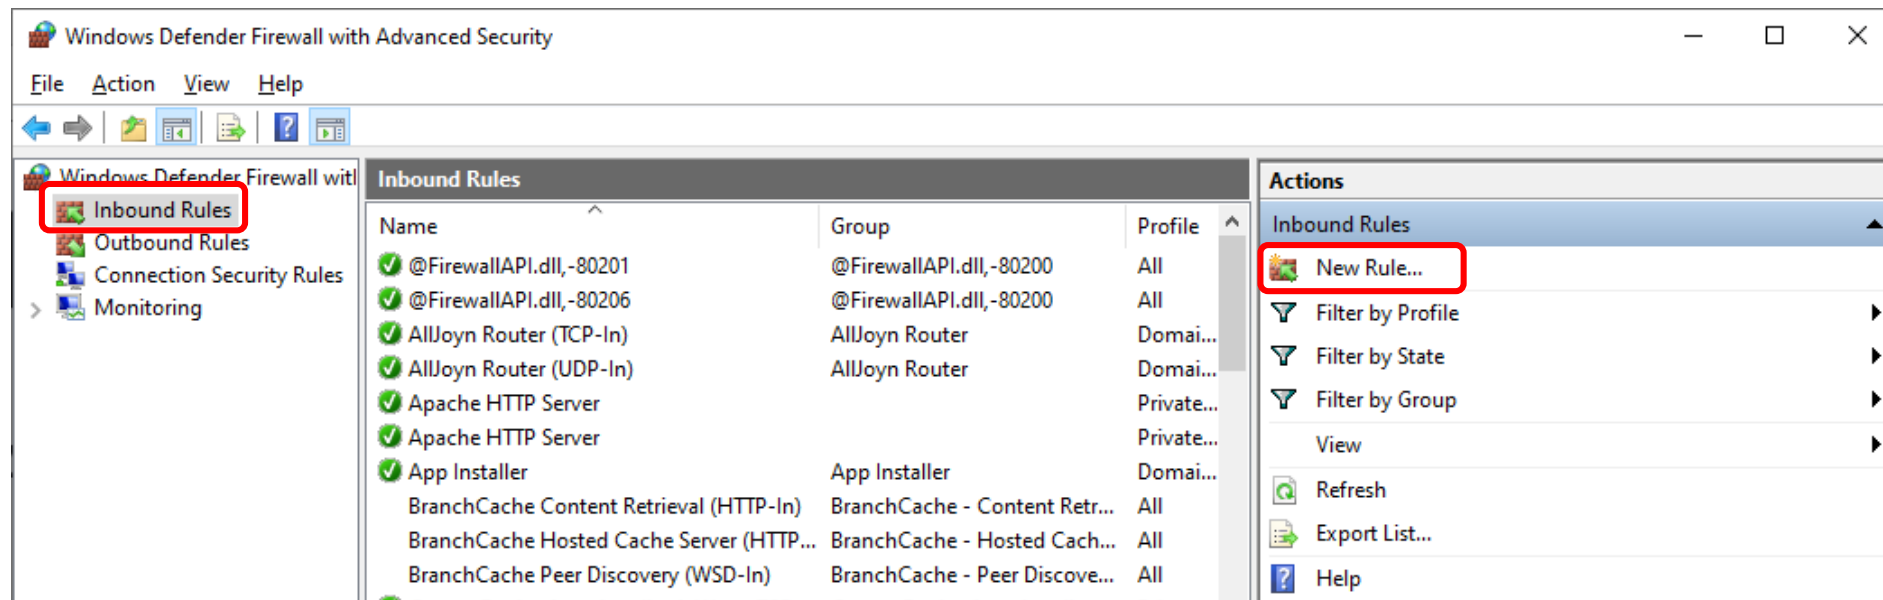 Windows Defender Firewall with Advanced Security
File Action View Help
Windows Defender Firewall with
Inbound Rules
Outbound Rules
Connection Security Rules
Monitoring
Inbound Rules
Name Group Profile
@FirewallAPI.dll,-80201 @FirewallAPI.dll,-80200 All
@FirewallAPI.dll,-80206 @FirewallAPI.dll,-80200 All
AllJoyn Router (TCP-In) AllJoyn Router Domai...
AllJoyn Router (UDP-In) AllJoyn Router Domai...
Apache HTTP Server Private...
Apache HTTP Server Private...
App Installer App Installer Domai...
BranchCache Content Retrieval (HTTP-In) BranchCache - Content Retr... All
BranchCache Hosted Cache Server (HTTP... BranchCache - Hosted Cach... All
BranchCache Peer Discovery (WSD-In) BranchCache - Peer Discove... All
Actions
Inbound Rules
New Rule...
Filter by Profile
Filter by State
Filter by Group
View
Refresh
Export List...
Help